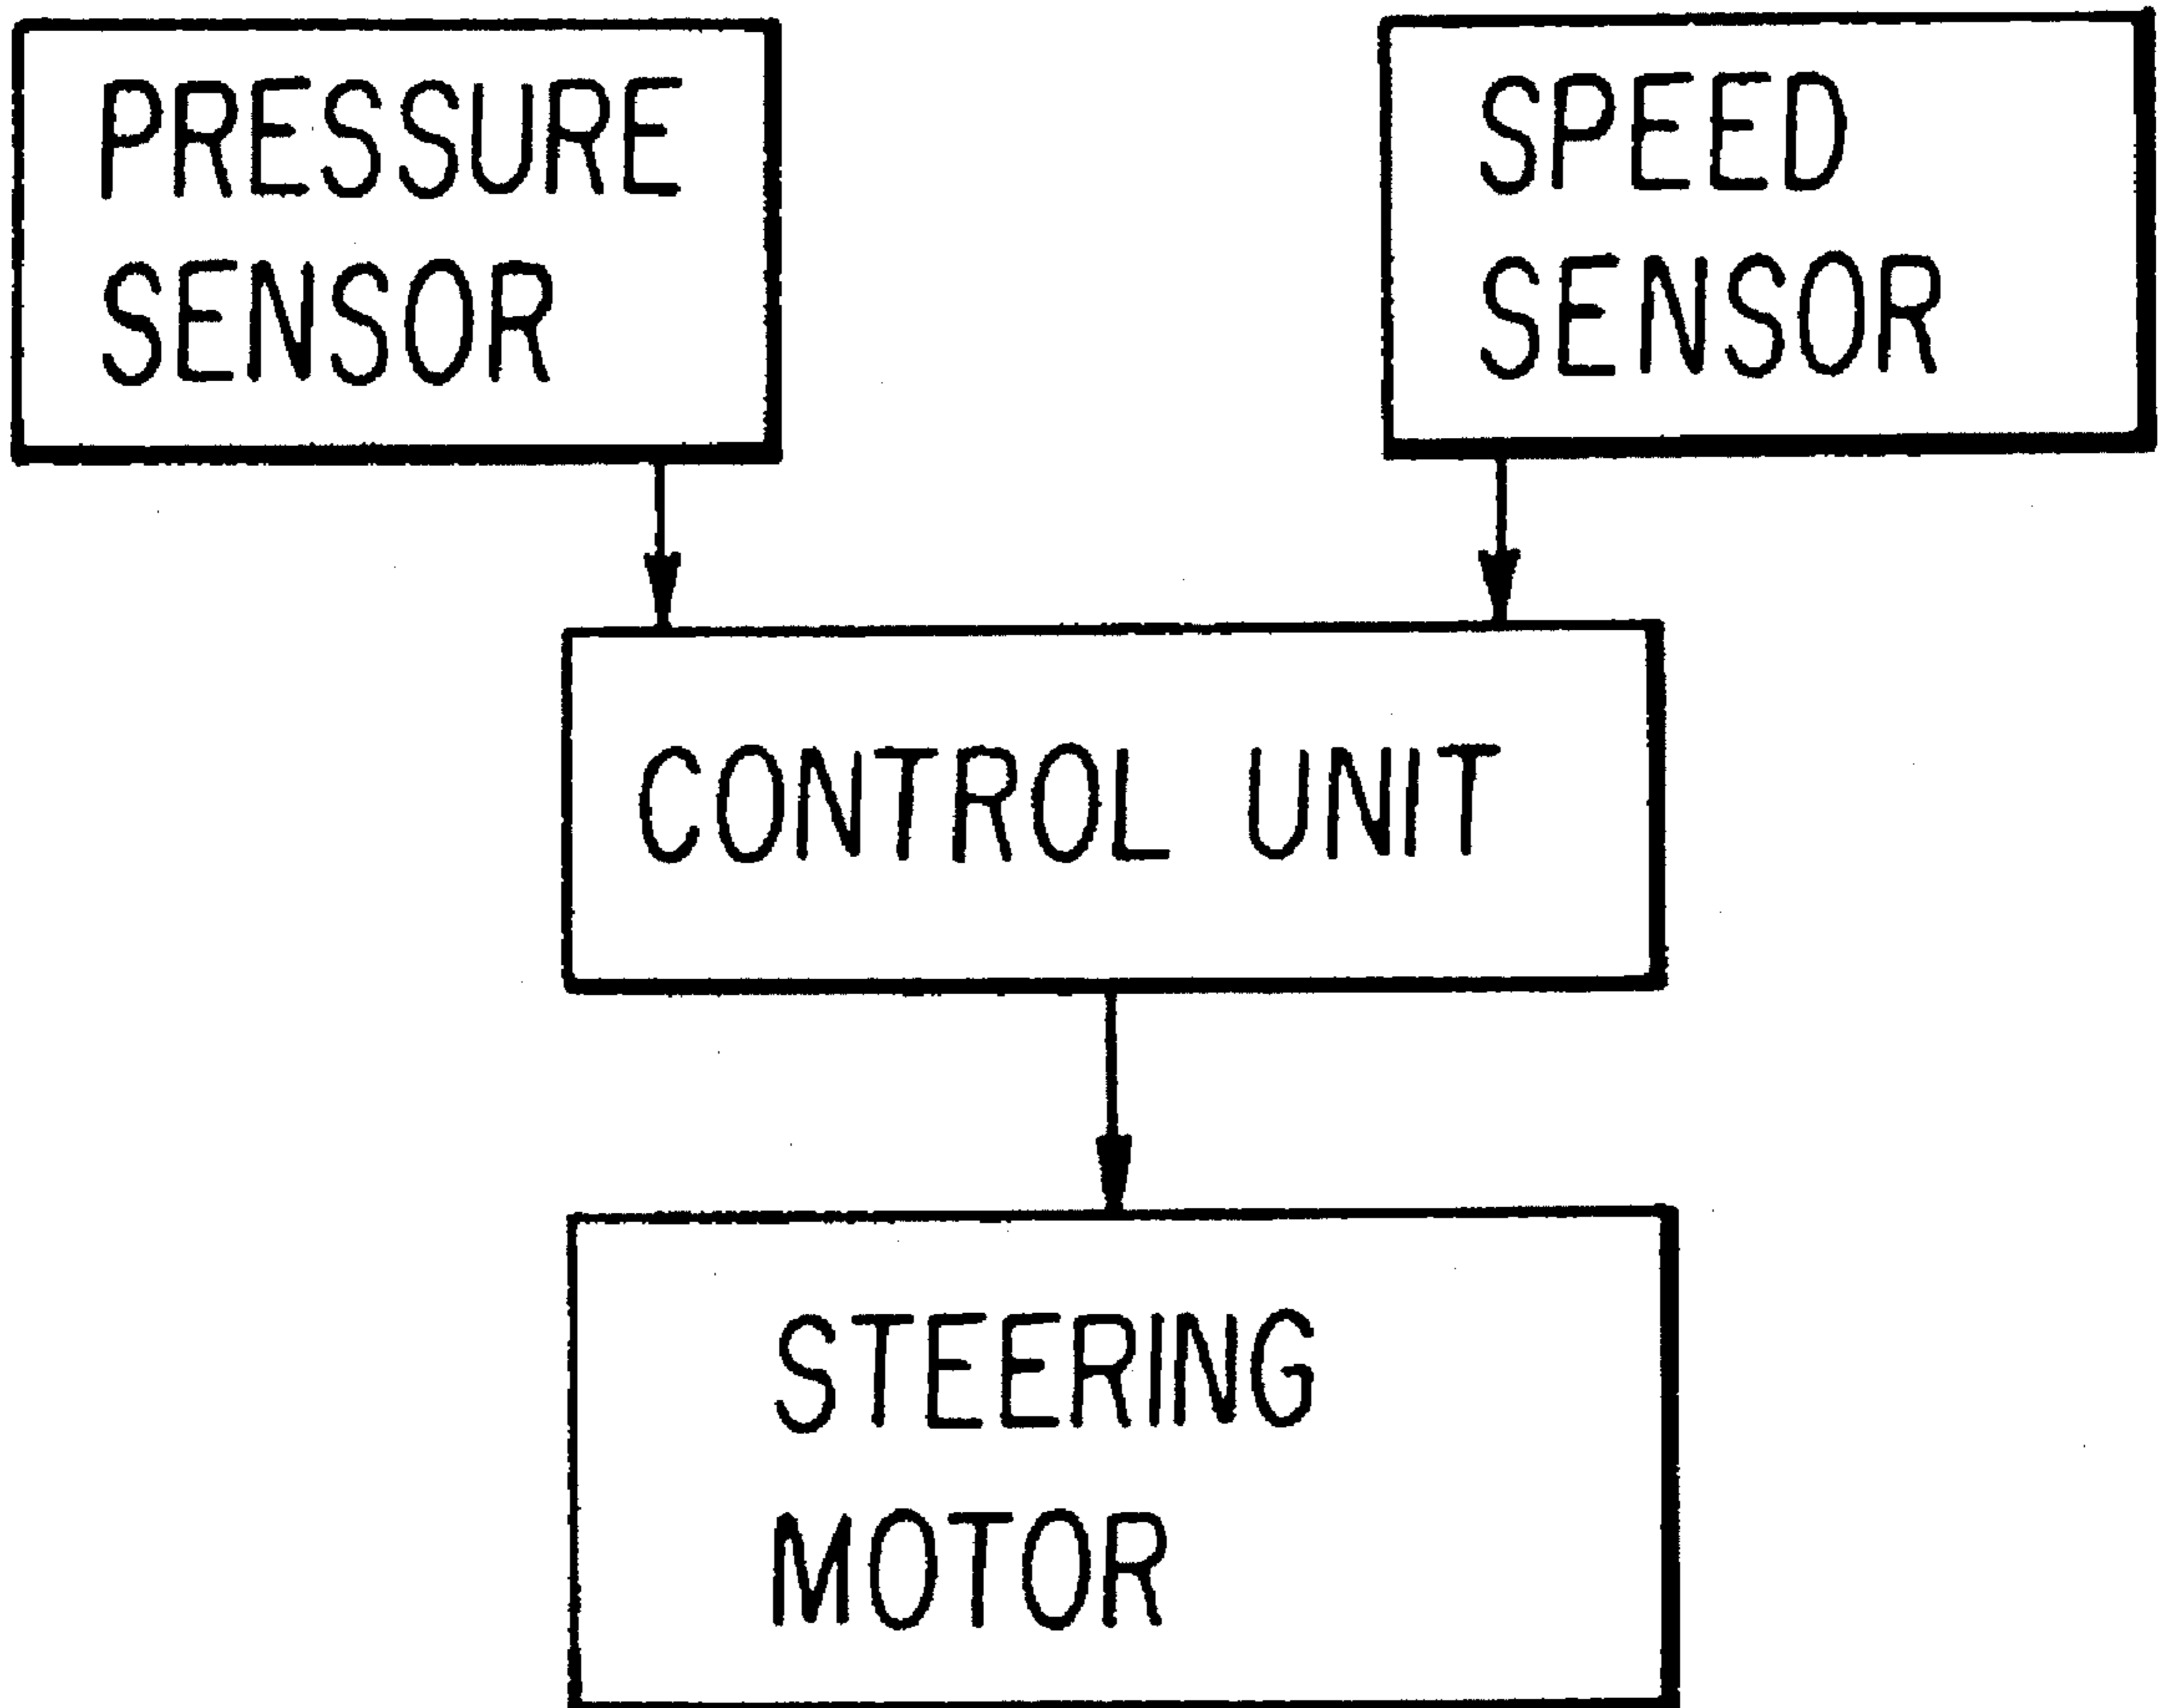 PRESSURE
SENSOR
SPEED
SENSOR
CONTROL UNIT
STEERING
MOTOR